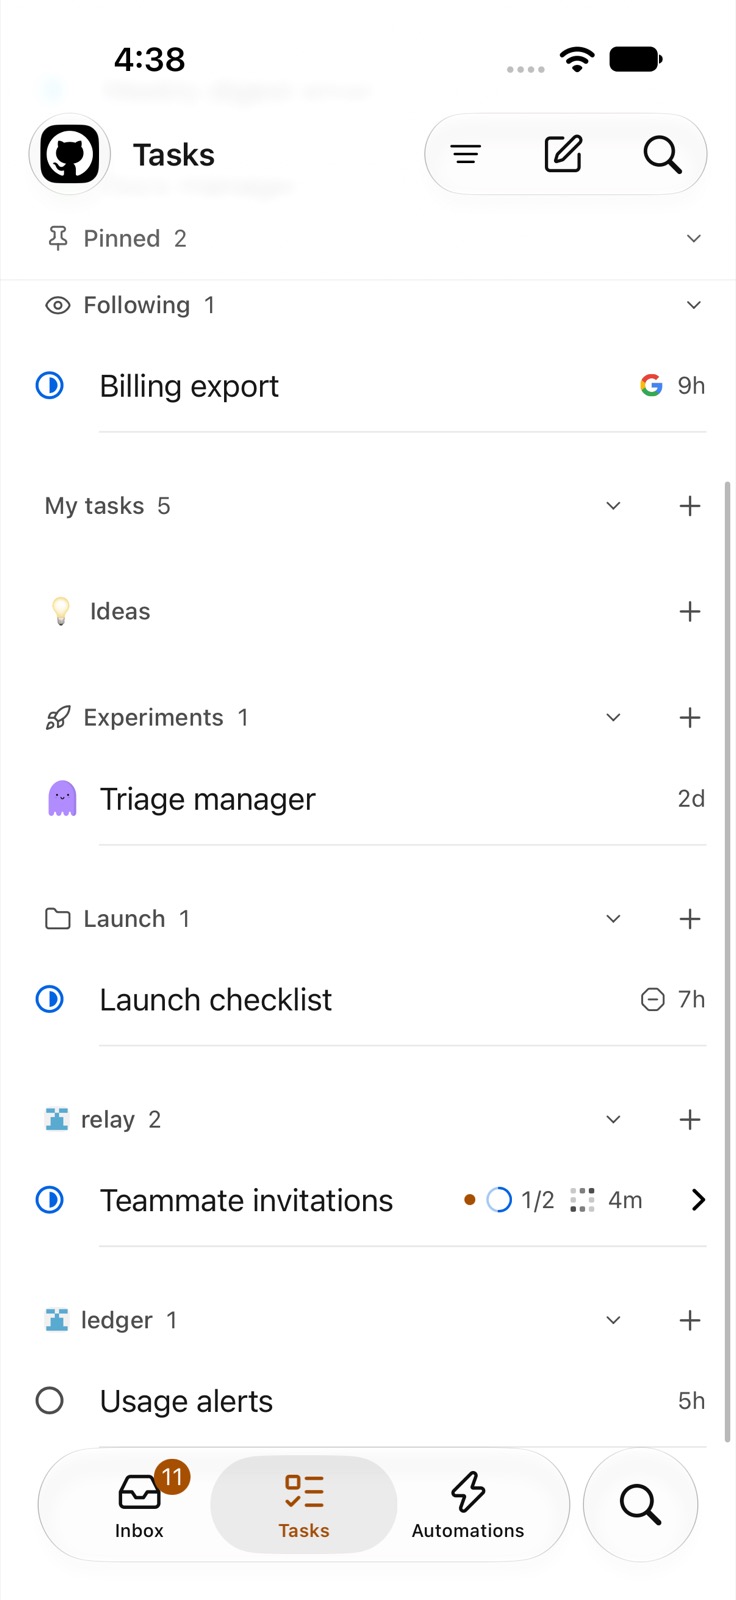 4:38
Tasks
Pinned 2
Following 1
Billing export 9h
My tasks 5
Ideas
Experiments 1
Triage manager 2d
Launch 1
Launch checklist 7h
relay 2
Teammate invitations 1/2 4m
ledger 1
Usage alerts 5h
11
Inbox Tasks Automations